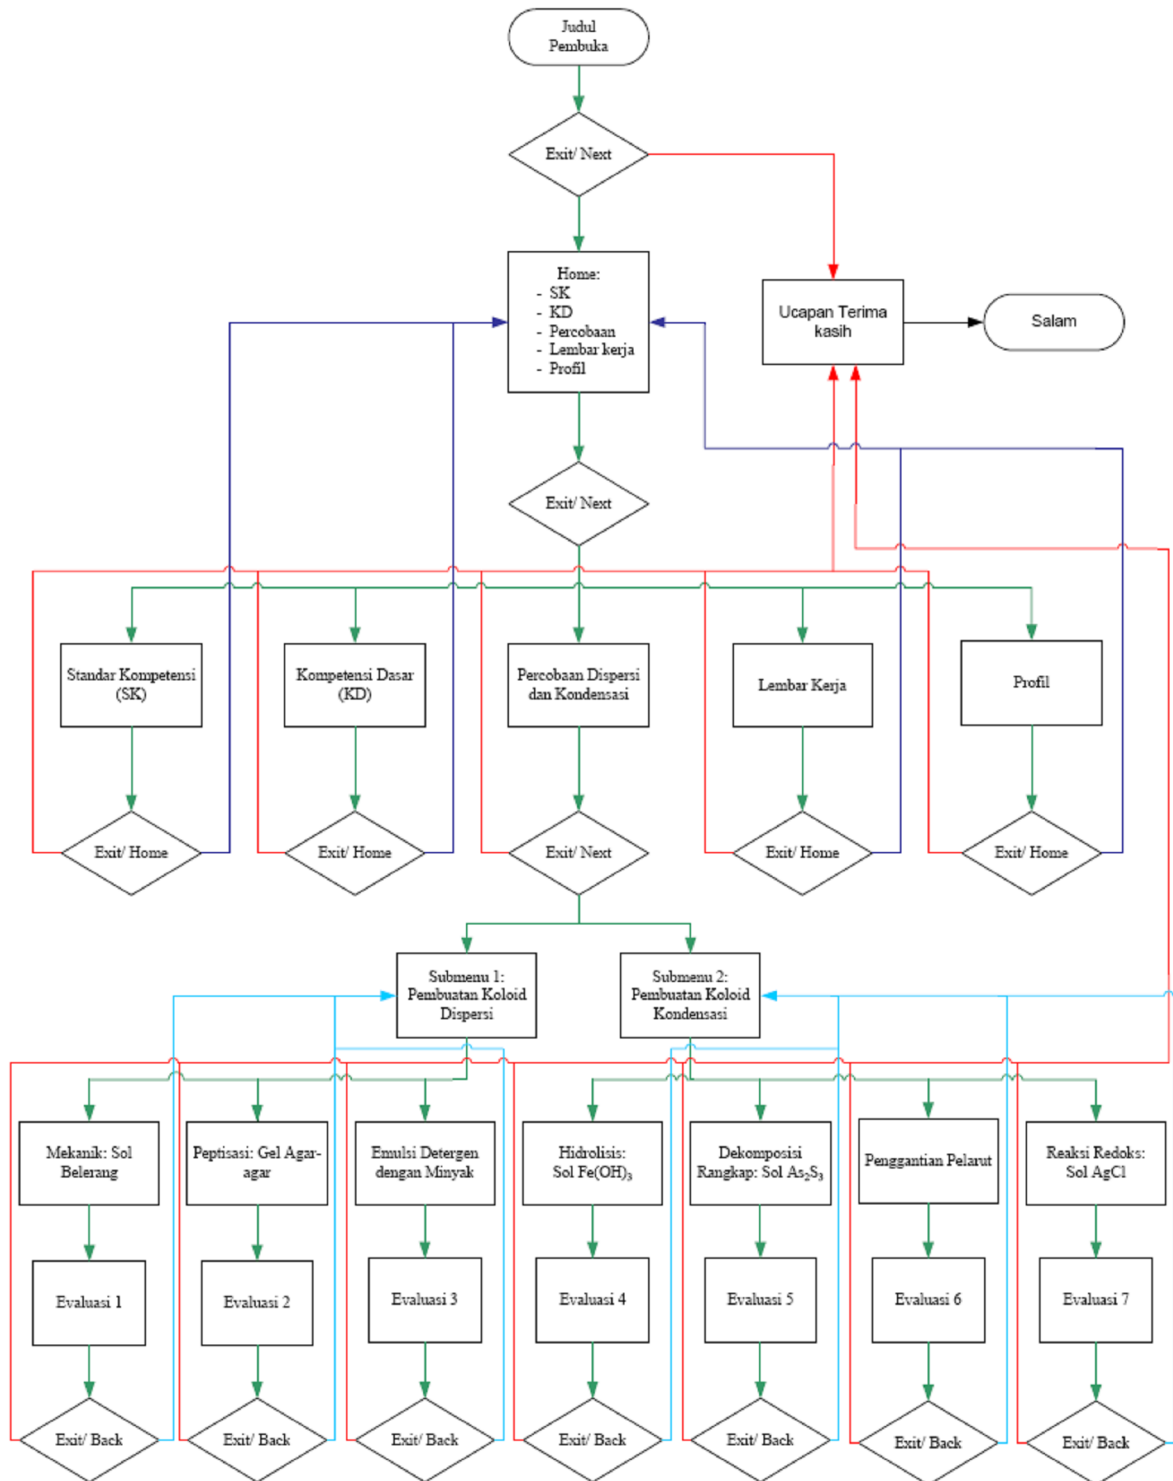 Judul
Pembuka
Exit/ Next
Home:
- SK
- KD
- Percobaan
- Lembar kerja
- Profil
Ucapan Terima
kasih
Salam
Exit/ Next
Standar Kompetensi
(SK)
Kompetensi Dasar
(KD)
Percobaan Dispersi
dan Kondensasi
Lembar Kerja
Profil
Exit/ Home
Exit/ Home
Exit/ Next
Exit/ Home
Exit/ Home
Submenu 1:
Pembuatan Koloid
Dispersi
Submenu 2:
Pembuatan Koloid
Kondensasi
Mekanik: Sol
Belerang
Peptisasi: Gel Agar-
agar
Emulsi Detergen
dengan Minyak
Hidrolisis:
Sol Fe(OH)₃
Dekomposisi
Rangkap: Sol As₂S₃
Penggantian Pelarut
Reaksi Redoks:
Sol AgCl
Evaluasi 1
Evaluasi 2
Evaluasi 3
Evaluasi 4
Evaluasi 5
Evaluasi 6
Evaluasi 7
Exit/ Back
Exit/ Back
Exit/ Back
Exit/ Back
Exit/ Back
Exit/ Back
Exit/ Back